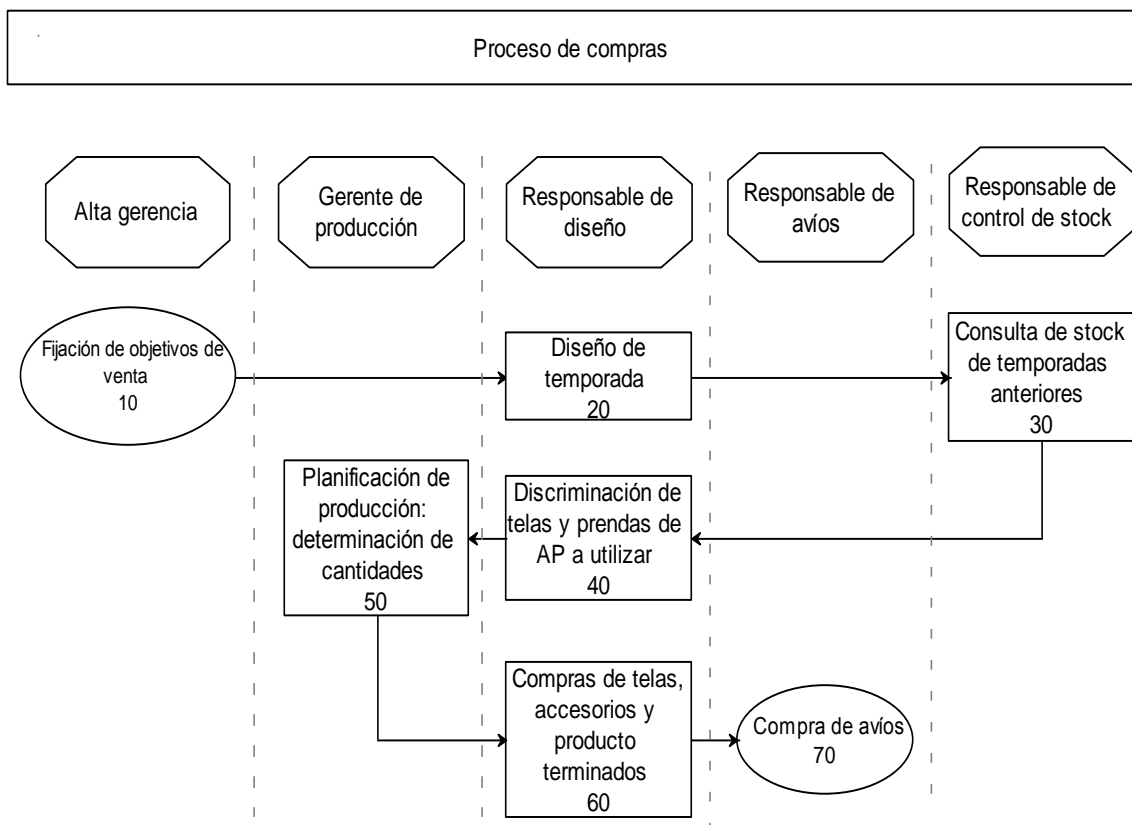 Proceso de compras
Alta gerencia
Gerente de
producción
Responsable de
diseño
Responsable de
avíos
Responsable de
control de stock
Fijación de objetivos de
venta
10
Diseño de
temporada
20
Consulta de stock
de temporadas
anteriores
30
Planificación de
producción:
determinación de
cantidades
50
Discriminación de
telas y prendas de
AP a utilizar
40
Compras de telas,
accesorios y
producto
terminados
60
Compra de avíos
70